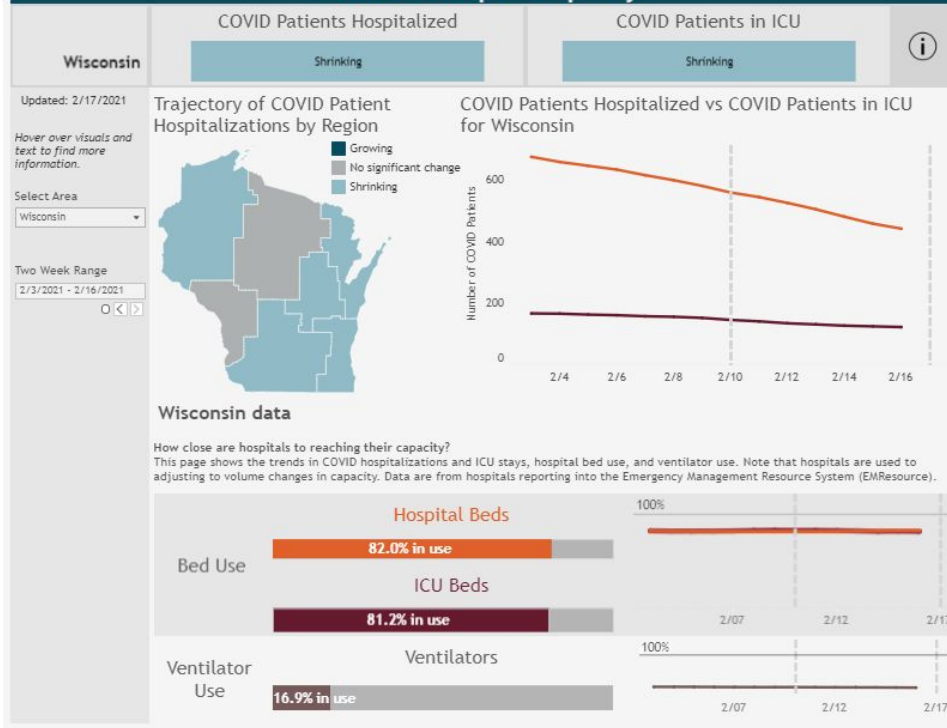 COVID Patients Hospitalized
COVID Patients in ICU
Wisconsin
Shrinking
Shrinking
i
Updated: 2/17/2021
Hover over visuals and
text to find more
information.
Select Area
Wisconsin
Two Week Range
2/3/2021 - 2/16/2021
Trajectory of COVID Patient
Hospitalizations by Region
Growing
No significant change
Shrinking
COVID Patients Hospitalized vs COVID Patients in ICU
for Wisconsin
Number of COVID Patients
600
400
200
0
2/4 2/6 2/8 2/10 2/12 2/14 2/16
Wisconsin data
How close are hospitals to reaching their capacity?
This page shows the trends in COVID hospitalizations and ICU stays, hospital bed use, and ventilator use. Note that hospitals are used to
adjusting to volume changes in capacity. Data are from hospitals reporting into the Emergency Management Resource System (EMResource).
Bed Use
Hospital Beds
82.0% in use
ICU Beds
81.2% in use
100%
2/07 2/12 2/17
Ventilator
Use
Ventilators
16.9% in use
100%
2/07 2/12 2/17